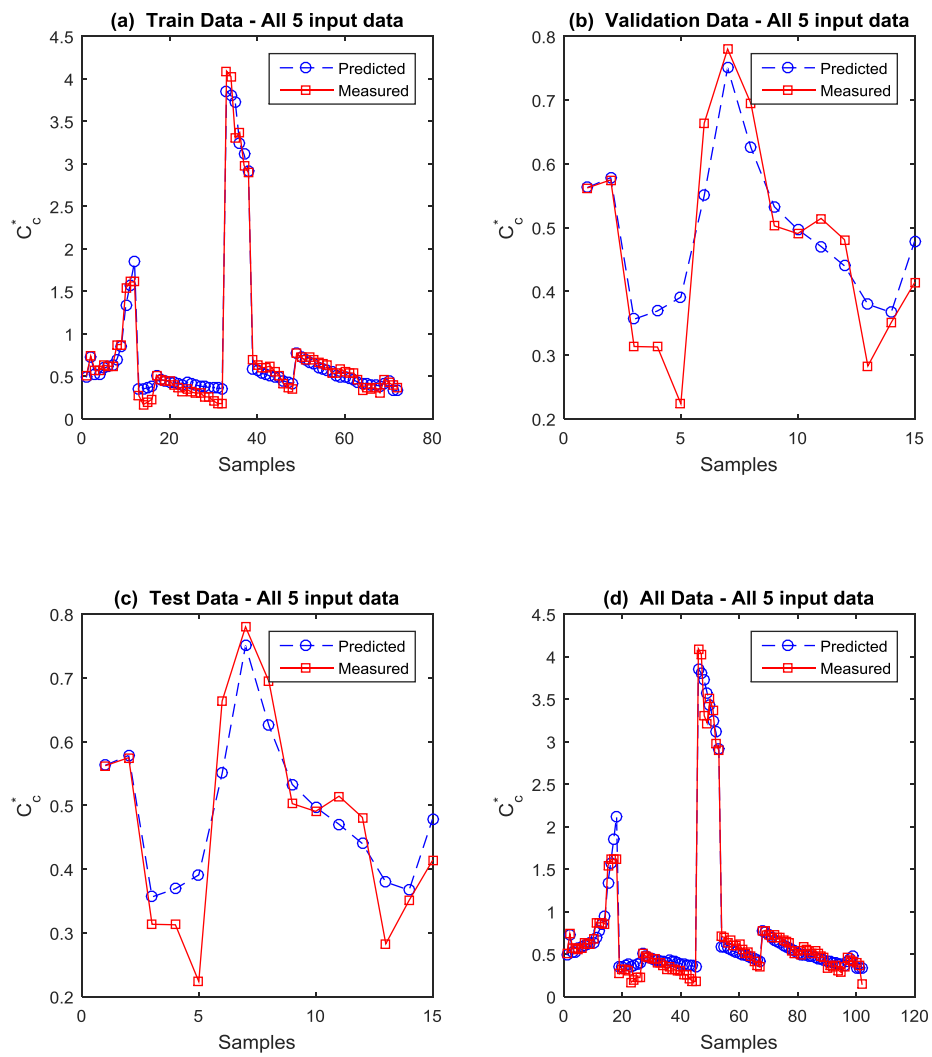 (a) Train Data - All 5 input data
4.5
4
3.5
3
2.5
2
1.5
1
0.5
0
C*c
0 20 40 60 80
Samples
Predicted
Measured
(b) Validation Data - All 5 input data
0.8
0.7
0.6
0.5
0.4
0.3
0.2
C*c
0 5 10 15
Samples
Predicted
Measured
(c) Test Data - All 5 input data
0.8
0.7
0.6
0.5
0.4
0.3
0.2
C*c
0 5 10 15
Samples
Predicted
Measured
(d) All Data - All 5 input data
4.5
4
3.5
3
2.5
2
1.5
1
0.5
0
C*c
0 20 40 60 80 100 120
Samples
Predicted
Measured